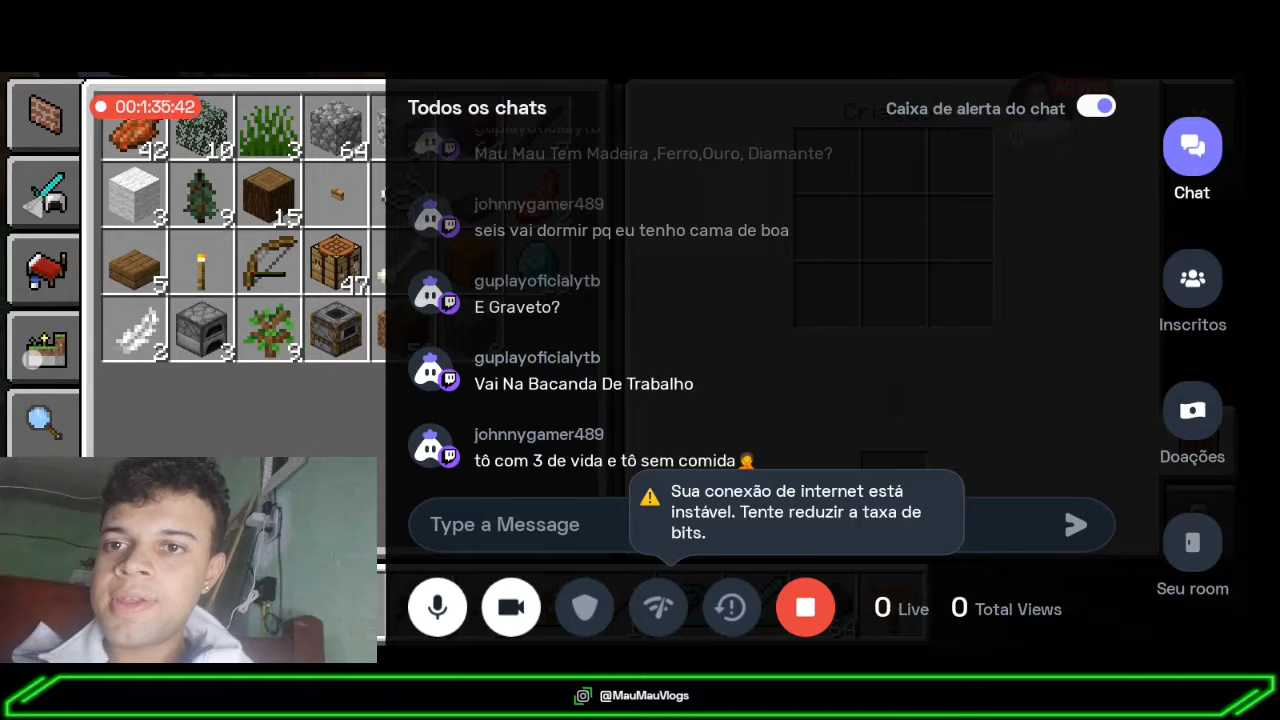 00:1:35:42
Todos os chats
Caixa de alerta do chat
guplayoficialytb
Mau Mau Tem Madeira ,Ferro,Ouro, Diamante?
johnnygamer489
seis vai dormir pq eu tenho cama de boa
guplayoficialytb
E Graveto?
guplayoficialytb
Vai Na Bacanda De Trabalho
johnnygamer489
tô com 3 de vida e tô sem comida🤦
Type a Message
Sua conexão de internet está
instável. Tente reduzir a taxa de
bits.
Chat
Inscritos
Doações
Seu room
42
10
3
64
3
9
15
5
47
2
3
9
0 Live
0 Total Views
64
@MauMauVlogs